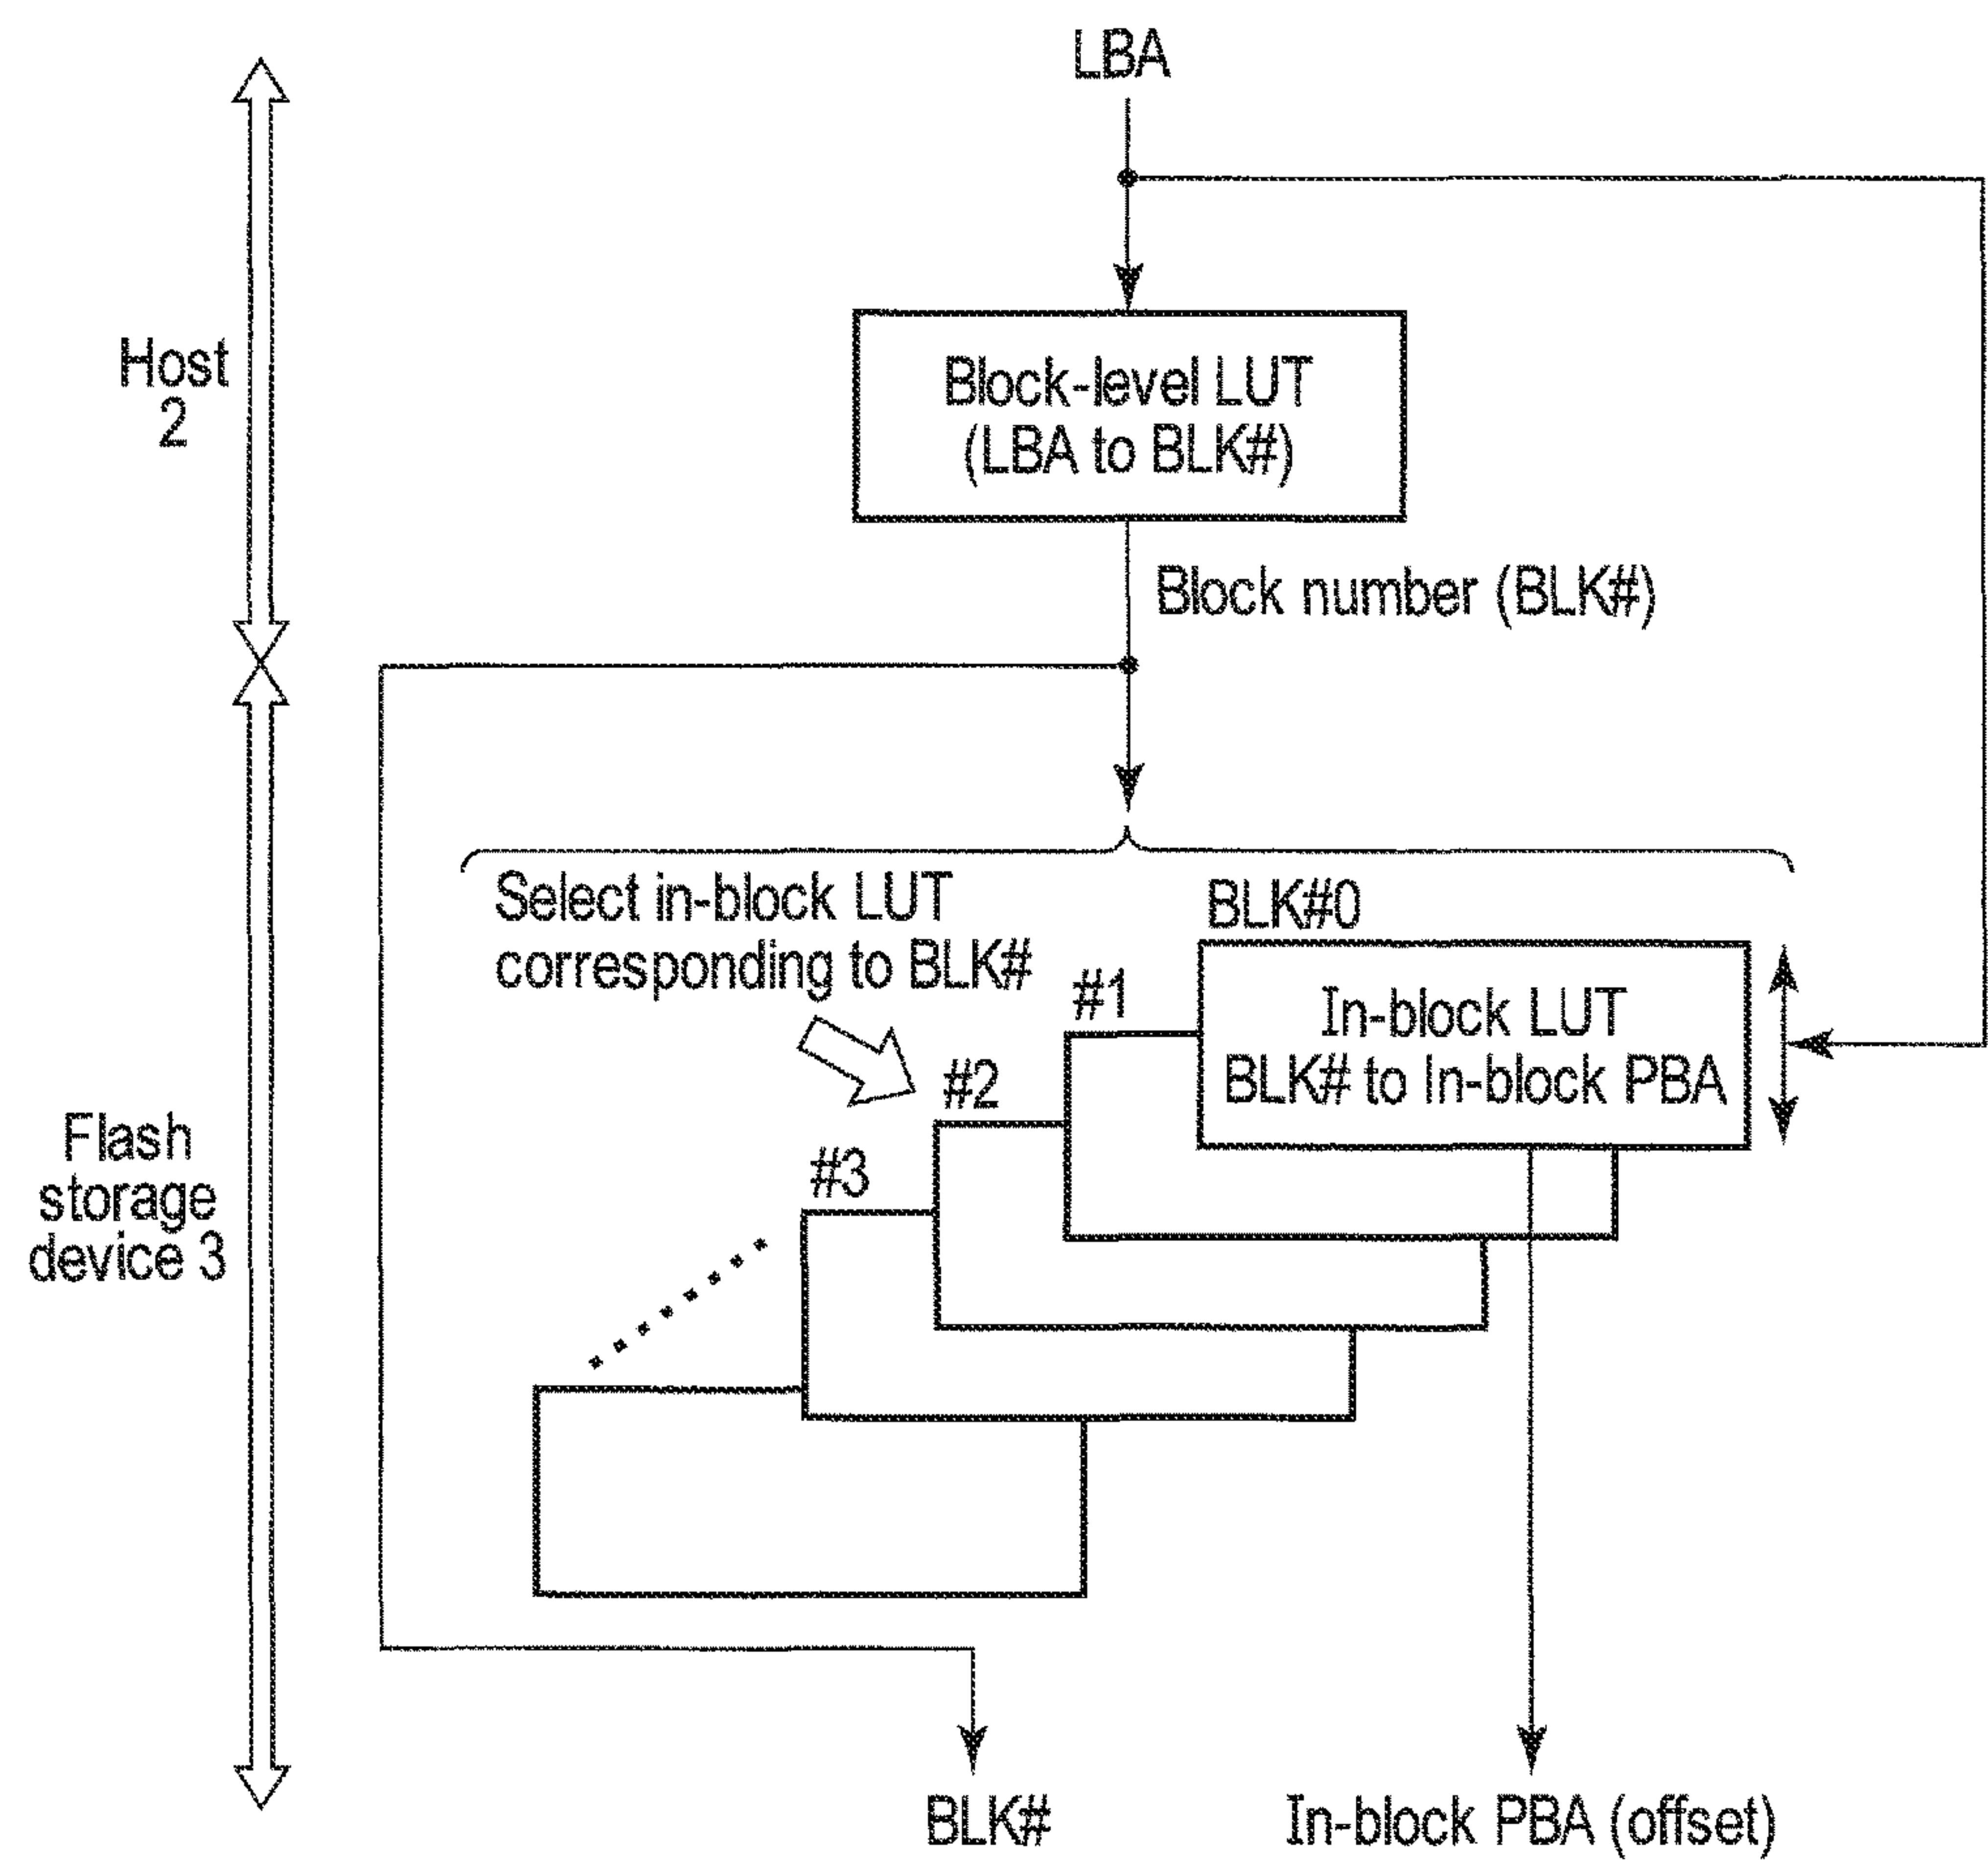 LBA
Host
2
Block-level LUT
(LBA to BLK#)
Block number (BLK#)
Select in-block LUT
corresponding to BLK#
BLK#0
#1
In-block LUT
BLK# to In-block PBA
#2
#3
Flash
storage
device 3
BLK#
In-block PBA (offset)